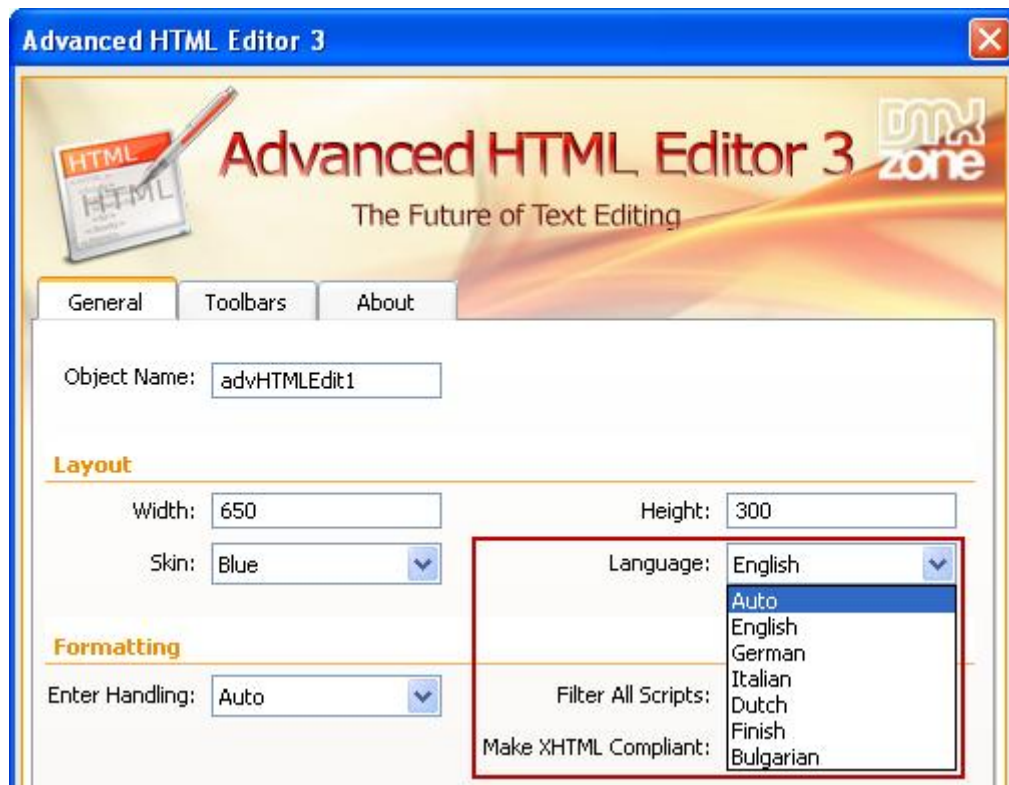 Advanced HTML Editor 3
HTML
HTML
Advanced HTML Editor 3
DMX
zone
The Future of Text Editing
General Toolbars About
Object Name: advHTMLEdit1
Layout
Width: 650 Height: 300
Skin: Blue Language: English
Auto
English
German
Italian
Dutch
Finish
Bulgarian
Formatting
Enter Handling: Auto Filter All Scripts:
Make XHTML Compliant: